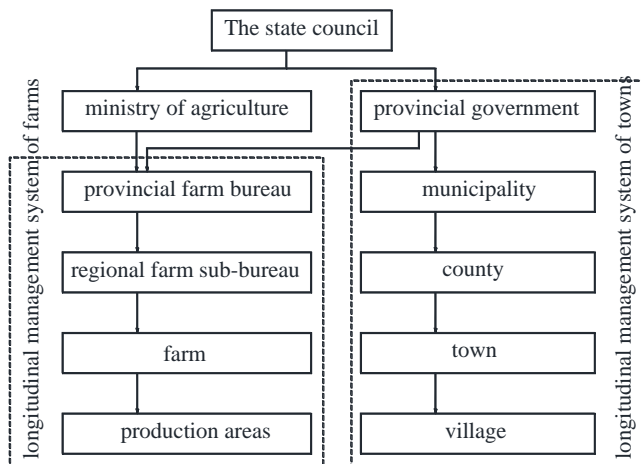 The state council
ministry of agriculture
provincial government
provincial farm bureau
municipality
regional farm sub-bureau
county
farm
town
production areas
village
longitudinal management system of farms
longitudinal management system of towns